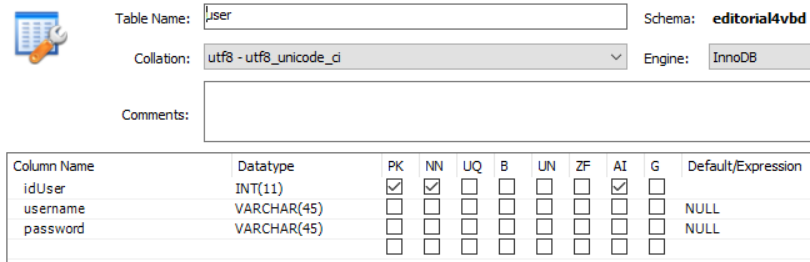 Table Name: user Schema: editorial4vbd
Collation: utf8 - utf8_unicode_ci Engine: InnoDB
Comments:
Column Name Datatype PK NN UQ B UN ZF AI G Default/Expression
idUser INT(11)
username VARCHAR(45) NULL
password VARCHAR(45) NULL